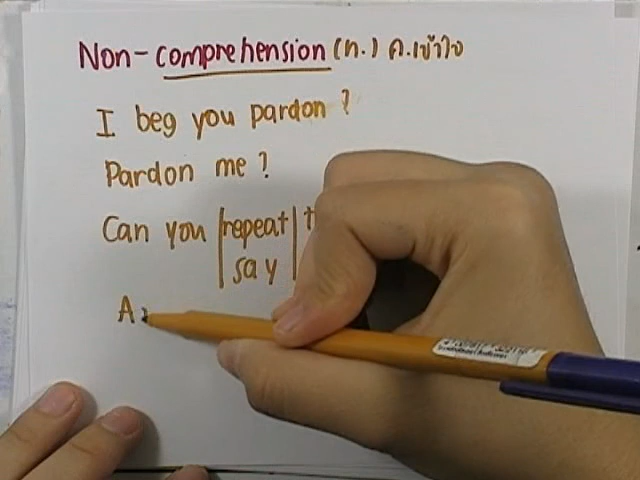 Non-comprehension (n.) ค.เข้าใจ
I beg you pardon?
Pardon me?
Can you |repeat| t
|say|
A